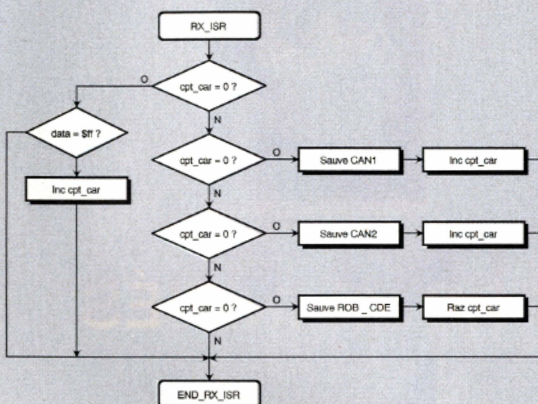 RX_ISR
O
cpt_car = 0 ?
N
data = $ff ?
cpt_car = 0 ?
O
Sauve CAN1
Inc cpt_car
Inc cpt_car
N
cpt_car = 0 ?
O
Sauve CAN2
Inc cpt_car
N
cpt_car = 0 ?
O
Sauve ROB _ CDE
Raz cpt_car
N
END_RX_ISR